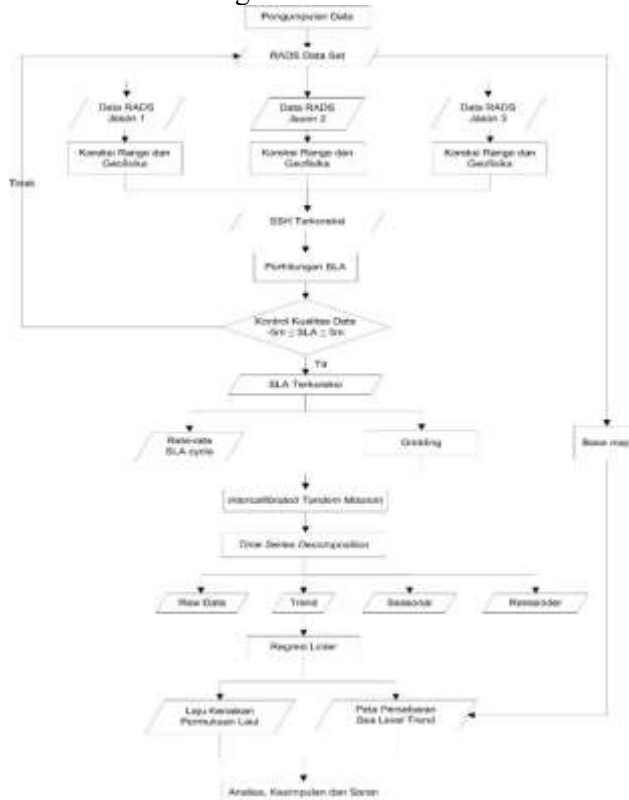 Pengumpulan Data
RADS Data Set
Data RADS
Jason 1
Data RADS
Jason 2
Data RADS
Jason 3
Koreksi Range dan
Geofisika
Koreksi Range dan
Geofisika
Koreksi Range dan
Geofisika
Tidak
SSH Terkoreksi
Perhitungan SLA
Kontrol Kualitas Data
-5m ≤ SLA ≤ 5m
Ya
SLA Terkoreksi
Rata-rata
SLA cycle
Gridding
Base map
Intercalibrated Tandem Mission
Time Series Decomposition
Raw Data
Trend
Seasonal
Remainder
Regresi Linier
Laju Kenaikan
Permukaan Laut
Peta Persebaran
Sea Level Trend
Analisa, Kesimpulan dan Saran